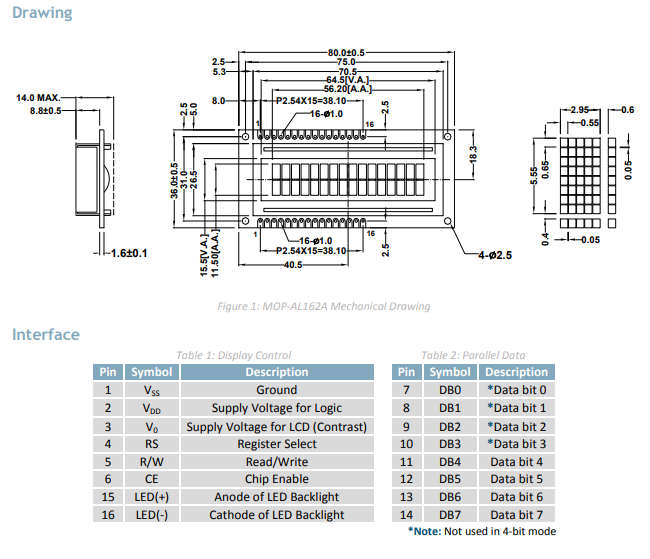 Drawing
80.0±0.5
2.5 75.0
5.3 70.5
64.5[V.A.]
56.20[A.A.]
14.0 MAX.
8.8±0.5
2.5
5.0
8.0 P2.54X15=38.10
2.5
1 16-ø1.0 16
36.0±0.5
31.0
26.5
18.3
2.95 0.6
0.55
5.55
0.65
0.05
0.4
0.05
1.6±0.1
15.5[V.A.]
11.50[A.A.]
1 16-ø1.0 16
P2.54X15=38.10
2.5
40.5
4-ø2.5
Figure 1: MOP-AL162A Mechanical Drawing
Interface
Table 1: Display Control
Pin Symbol Description
1 VSS Ground
2 VDD Supply Voltage for Logic
3 V0 Supply Voltage for LCD (Contrast)
4 RS Register Select
5 R/W Read/Write
6 CE Chip Enable
15 LED(+) Anode of LED Backlight
16 LED(-) Cathode of LED Backlight
Table 2: Parallel Data
Pin Symbol Description
7 DB0 *Data bit 0
8 DB1 *Data bit 1
9 DB2 *Data bit 2
10 DB3 *Data bit 3
11 DB4 Data bit 4
12 DB5 Data bit 5
13 DB6 Data bit 6
14 DB7 Data bit 7
*Note: Not used in 4-bit mode